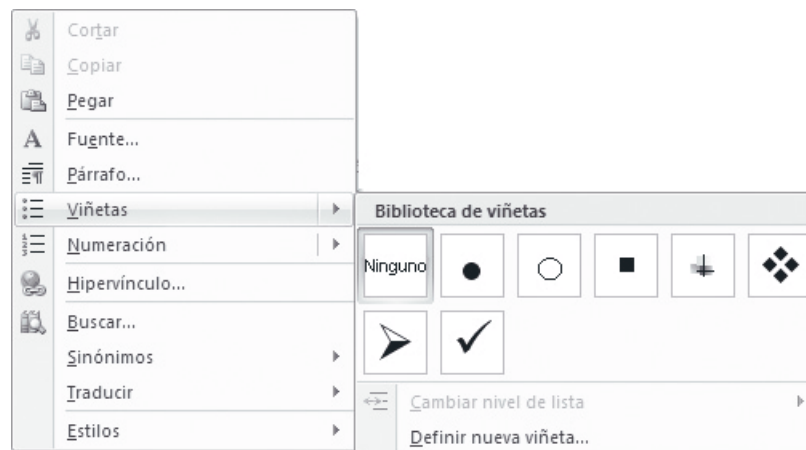 Cortar
Copiar
Pegar
Fuente...
Párrafo...
Viñetas
Numeración
Hipervínculo...
Buscar...
Sinónimos
Traducir
Estilos
Biblioteca de viñetas
Ninguno
Cambiar nivel de lista
Definir nueva viñeta...